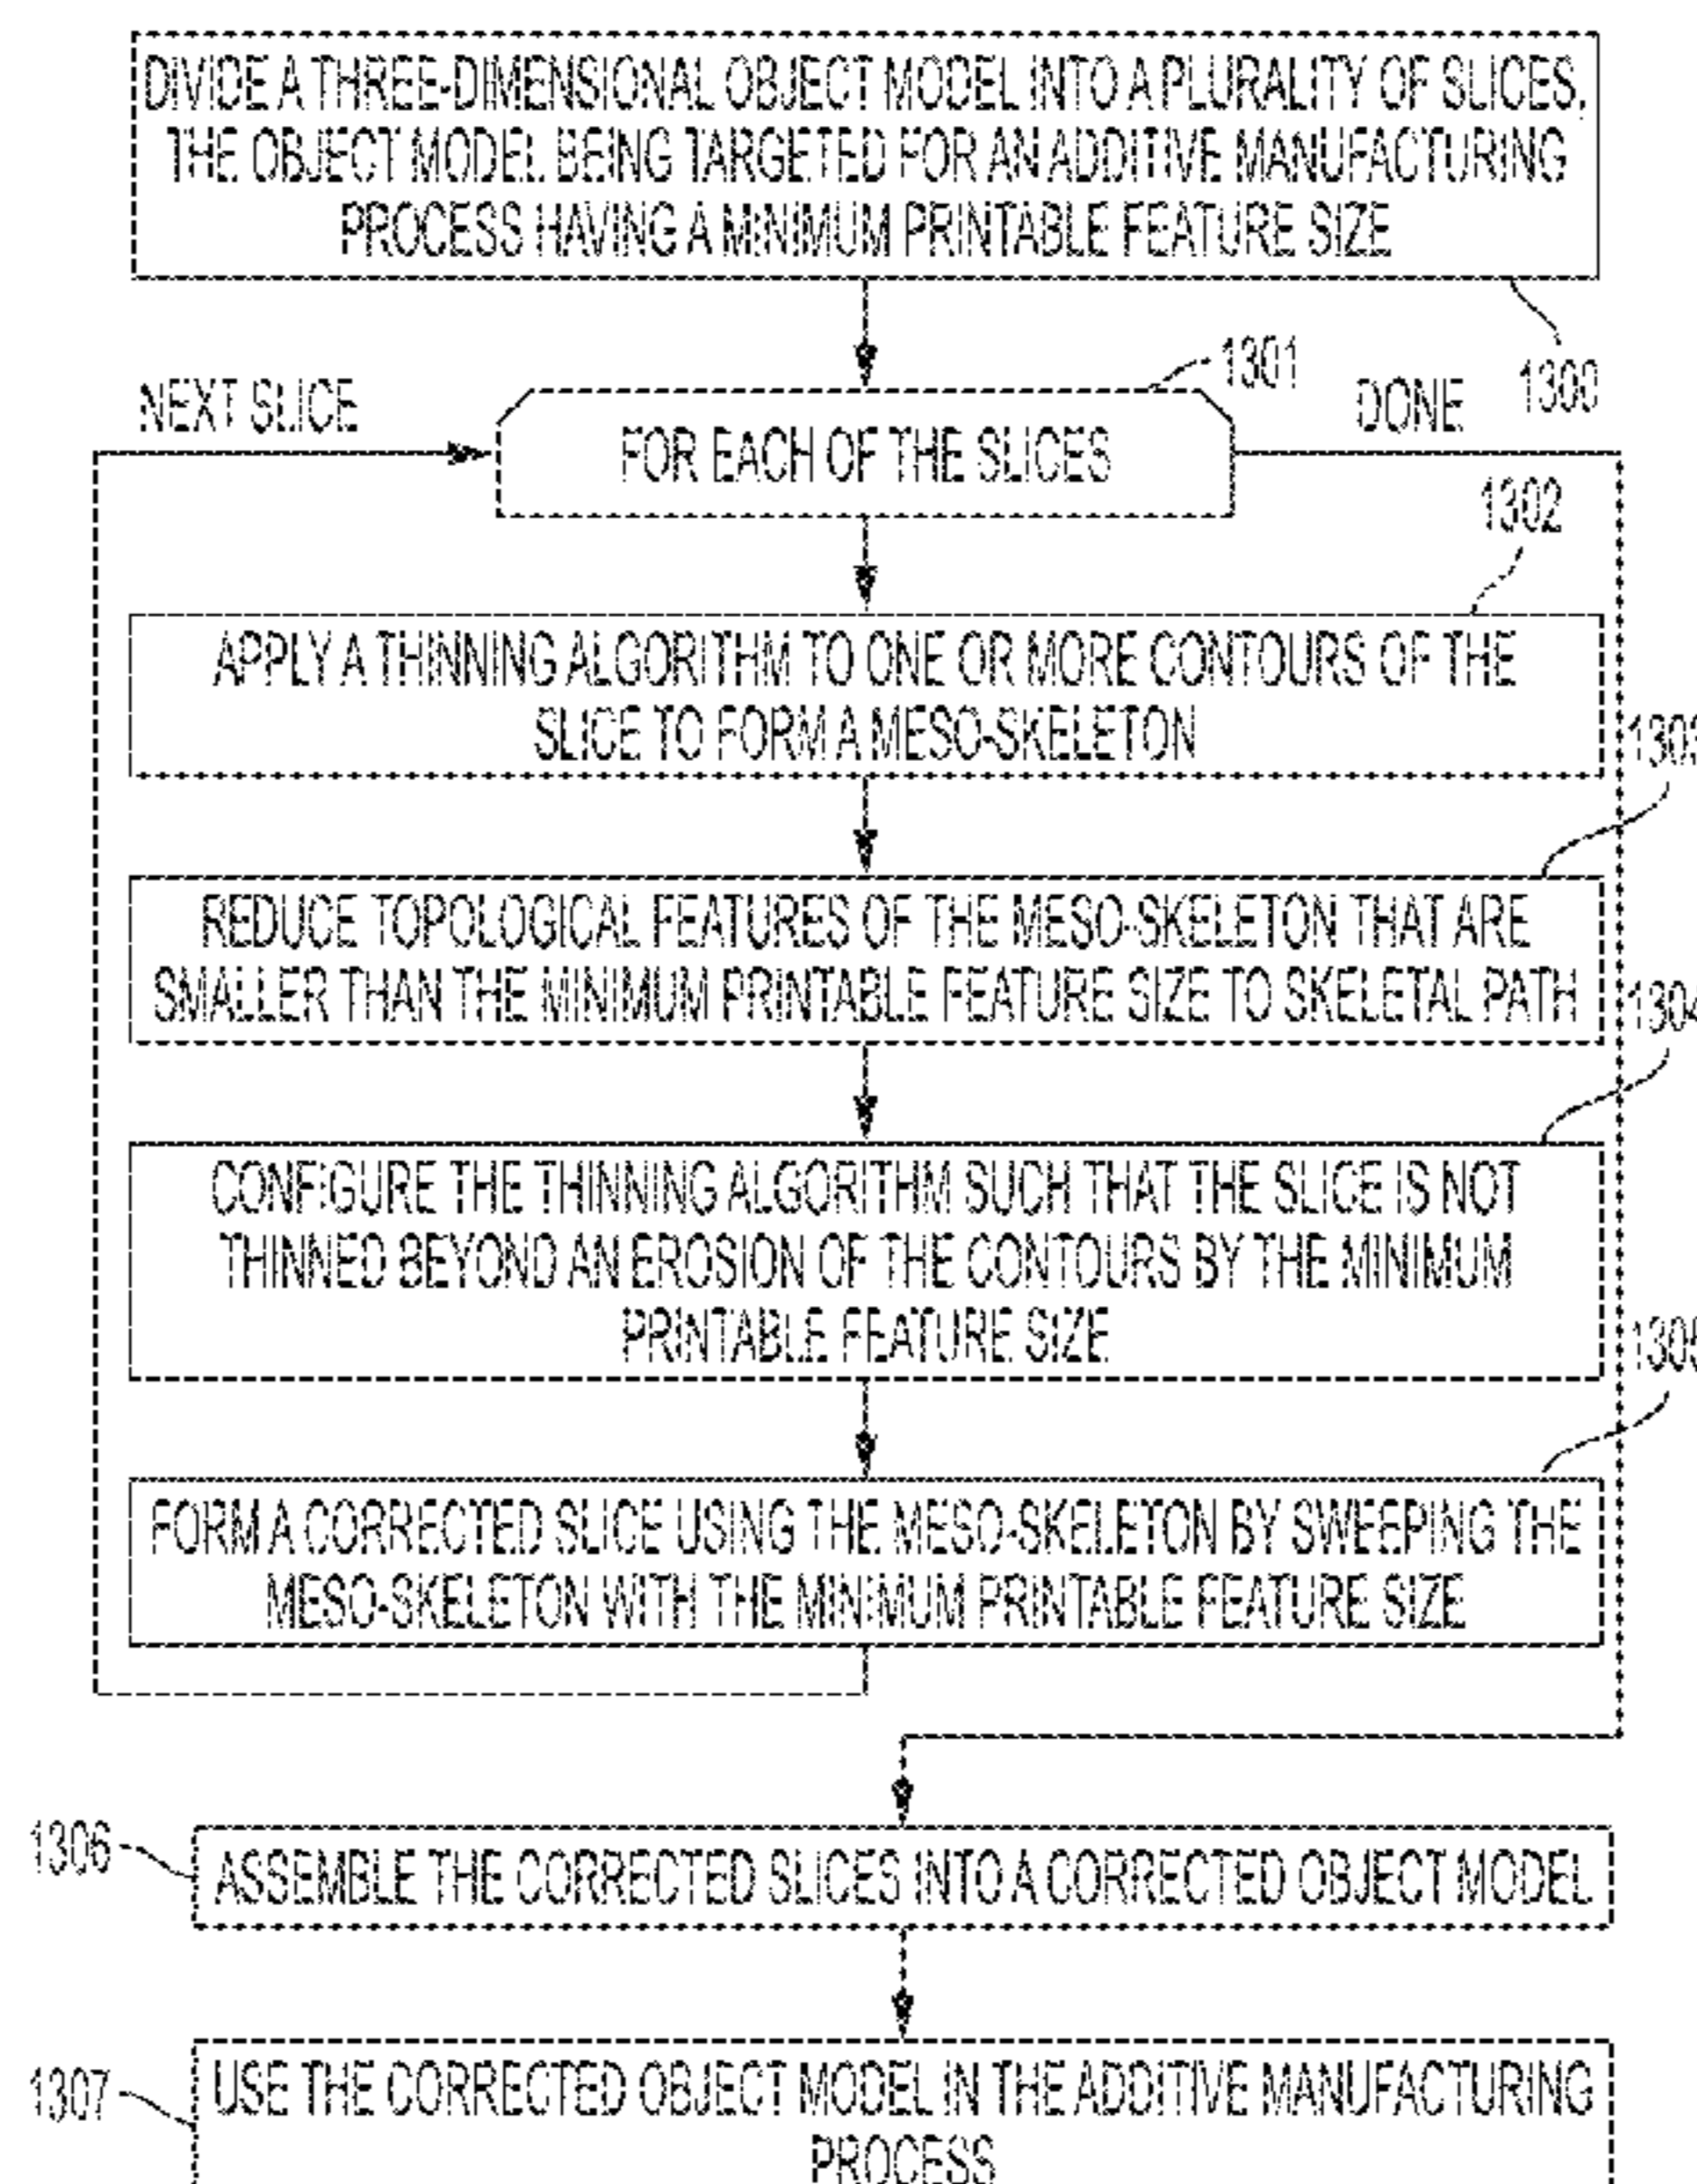 DIVIDE A THREE-DIMENSIONAL OBJECT MODEL INTO A PLURALITY OF SLICES,
THE OBJECT MODEL BEING TARGETED FOR AN ADDITIVE MANUFACTURING
PROCESS HAVING A MINIMUM PRINTABLE FEATURE SIZE
1300
1301
NEXT SLICE
DONE
FOR EACH OF THE SLICES
1302
APPLY A THINNING ALGORITHM TO ONE OR MORE CONTOURS OF THE
SLICE TO FORM A MESO-SKELETON
1303
REDUCE TOPOLOGICAL FEATURES OF THE MESO-SKELETON THAT ARE
SMALLER THAN THE MINIMUM PRINTABLE FEATURE SIZE TO SKELETAL PATH
1304
CONFIGURE THE THINNING ALGORITHM SUCH THAT THE SLICE IS NOT
THINNED BEYOND AN EROSION OF THE CONTOURS BY THE MINIMUM
PRINTABLE FEATURE SIZE
1305
FORM A CORRECTED SLICE USING THE MESO-SKELETON BY SWEEPING THE
MESO-SKELETON WITH THE MINIMUM PRINTABLE FEATURE SIZE
1306
ASSEMBLE THE CORRECTED SLICES INTO A CORRECTED OBJECT MODEL
1307
USE THE CORRECTED OBJECT MODEL IN THE ADDITIVE MANUFACTURING
PROCESS